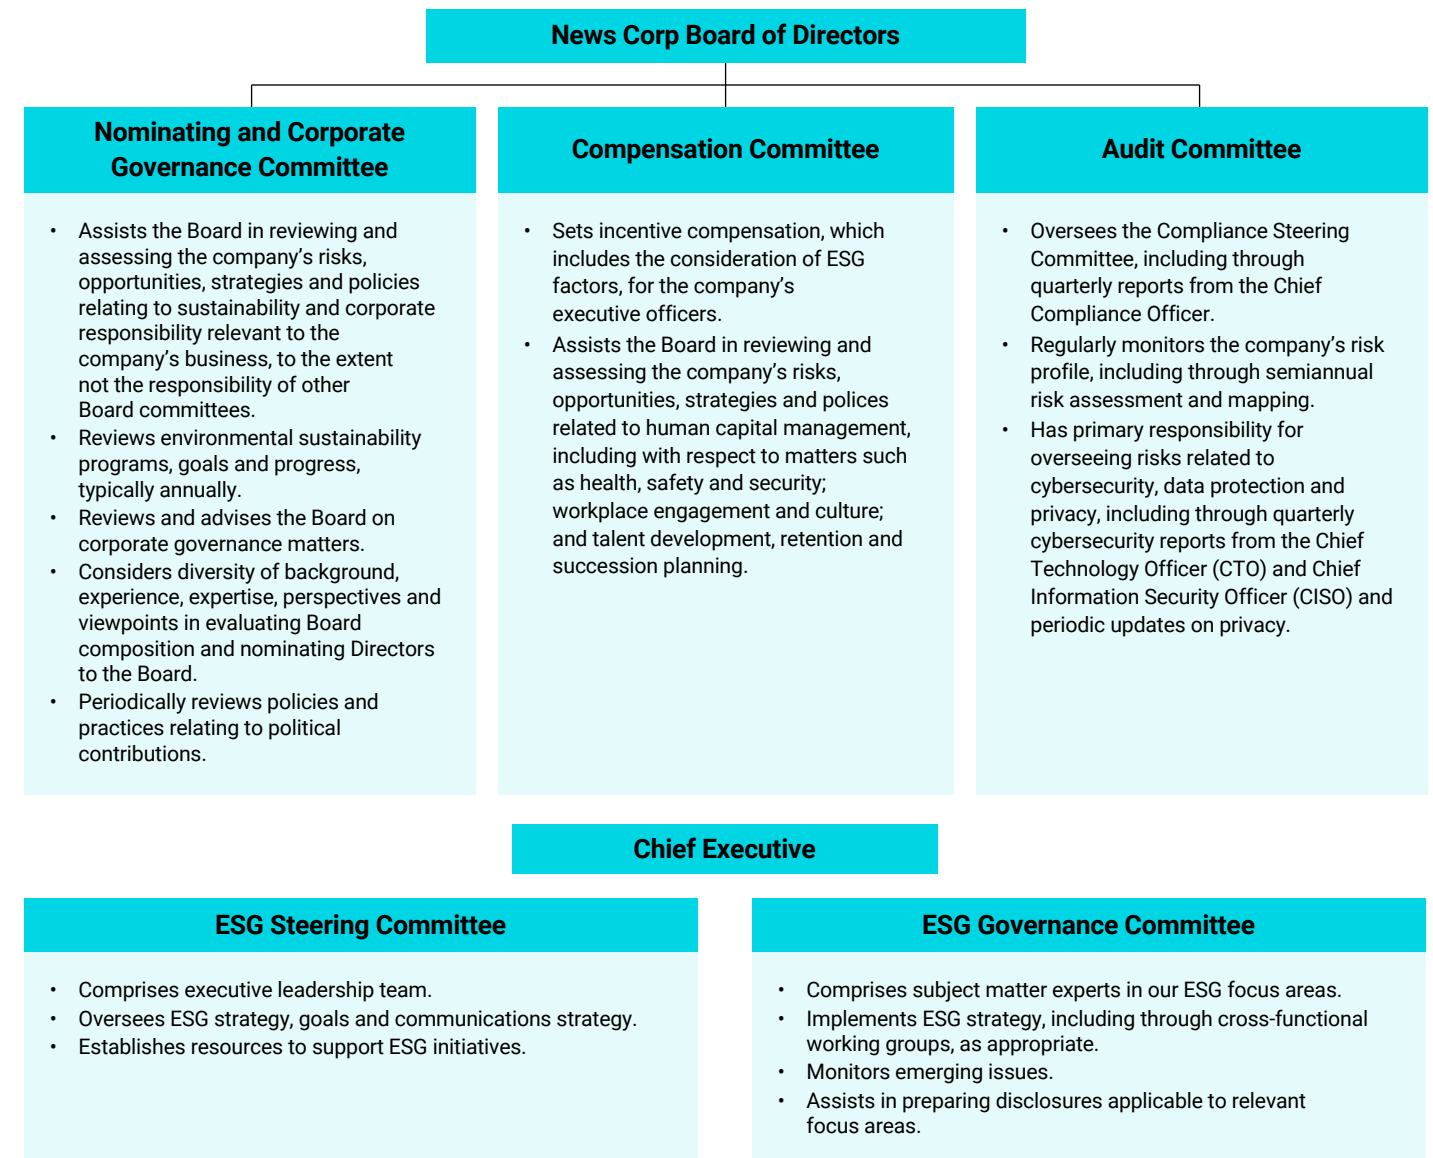 News Corp Board of Directors
Nominating and Corporate
Governance Committee
• Assists the Board in reviewing and
assessing the company’s risks,
opportunities, strategies and policies
relating to sustainability and corporate
responsibility relevant to the
company’s business, to the extent
not the responsibility of other
Board committees.
• Reviews environmental sustainability
programs, goals and progress,
typically annually.
• Reviews and advises the Board on
corporate governance matters.
• Considers diversity of background,
experience, expertise, perspectives and
viewpoints in evaluating Board
composition and nominating Directors
to the Board.
• Periodically reviews policies and
practices relating to political
contributions.
Compensation Committee
• Sets incentive compensation, which
includes the consideration of ESG
factors, for the company’s
executive officers.
• Assists the Board in reviewing and
assessing the company’s risks,
opportunities, strategies and polices
related to human capital management,
including with respect to matters such
as health, safety and security;
workplace engagement and culture;
and talent development, retention and
succession planning.
Audit Committee
• Oversees the Compliance Steering
Committee, including through
quarterly reports from the Chief
Compliance Officer.
• Regularly monitors the company’s risk
profile, including through semiannual
risk assessment and mapping.
• Has primary responsibility for
overseeing risks related to
cybersecurity, data protection and
privacy, including through quarterly
cybersecurity reports from the Chief
Technology Officer (CTO) and Chief
Information Security Officer (CISO) and
periodic updates on privacy.
Chief Executive
ESG Steering Committee
• Comprises executive leadership team.
• Oversees ESG strategy, goals and communications strategy.
• Establishes resources to support ESG initiatives.
ESG Governance Committee
• Comprises subject matter experts in our ESG focus areas.
• Implements ESG strategy, including through cross-functional
working groups, as appropriate.
• Monitors emerging issues.
• Assists in preparing disclosures applicable to relevant
focus areas.